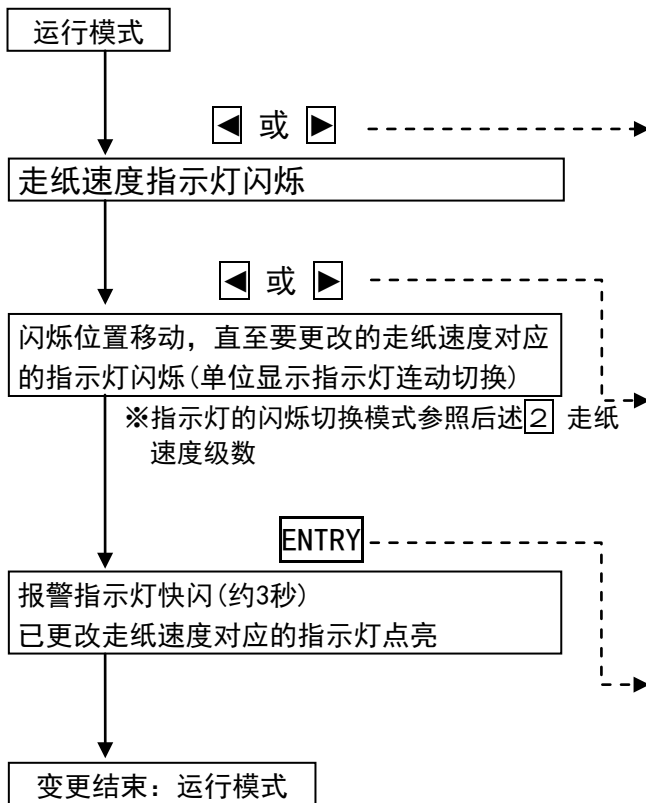 运行模式
◀ 或 ▶
走纸速度指示灯闪烁
◀ 或 ▶
闪烁位置移动，直至要更改的走纸速度对应
的指示灯闪烁(单位显示指示灯连动切换)
※指示灯的闪烁切换模式参照后述2 走纸
速度级数
ENTRY
报警指示灯快闪(约3秒)
已更改走纸速度对应的指示灯点亮
变更结束：运行模式